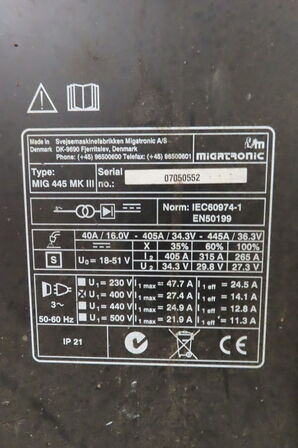 Made in Svejsemaskinefabrikken Migatronic A/S
Denmark DK-9690 Fjerritslev, Denmark
Phone: (+45) 96500600 Telefax: (+45) 96500601
MIGATRONIC
Type: Serial
MIG 445 MK III no.: 07050552
Norm: IEC60974-1
EN50199
40A / 16.0V - 405A / 34.3V - 445A / 36.3V
X 35% 60% 100%
S U0 = 18-51 V I2 405 A 315 A 265 A
U2 34.3 V 29.8 V 27.3 V
U1 = 230 V I1 max = 47.7 A I1 eff = 24.5 A
U1 = 400 V I1 max = 27.4 A I1 eff = 14.1 A
3~ U1 = 440 V I1 max = 24.9 A I1 eff = 12.8 A
50-60 Hz U1 = 500 V I1 max = 21.9 A I1 eff = 11.3 A
IP 21 CE